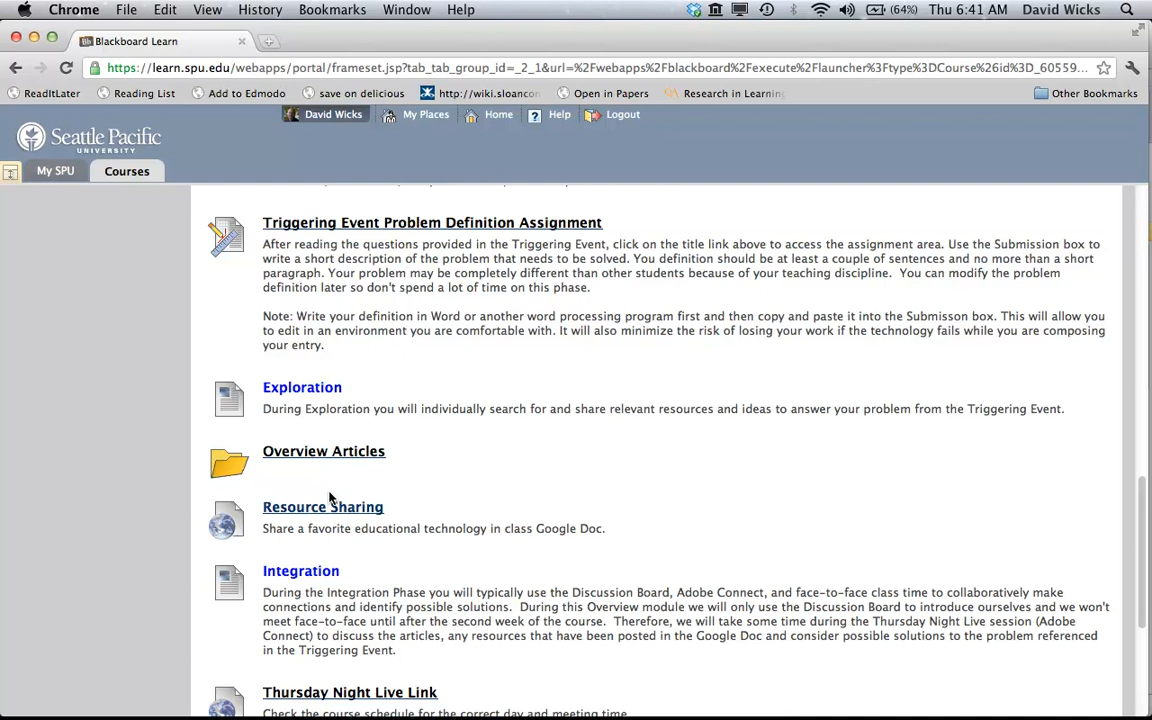 Chrome File Edit View History Bookmarks Window Help (64%) Thu 6:41 AM David Wicks
Blackboard Learn
https://learn.spu.edu/webapps/portal/frameset.jsp?tab_tab_group_id=_2_1&url=%2Fwebapps%2Fblackboard%2Fexecute%2Flauncher%3Ftype%3DCourse%26id%3D_60559...
ReadItLater Reading List Add to Edmodo save on delicious http://wiki.sloancon Open in Papers Research in Learning Other Bookmarks
David Wicks My Places Home Help Logout
Seattle Pacific
UNIVERSITY
My SPU Courses
Triggering Event Problem Definition Assignment
After reading the questions provided in the Triggering Event, click on the title link above to access the assignment area. Use the Submission box to
write a short description of the problem that needs to be solved. You definition should be at least a couple of sentences and no more than a short
paragraph. Your problem may be completely different than other students because of your teaching discipline. You can modify the problem
definition later so don't spend a lot of time on this phase.
Note: Write your definition in Word or another word processing program first and then copy and paste it into the Submisson box. This will allow you
to edit in an environment you are comfortable with. It will also minimize the risk of losing your work if the technology fails while you are composing
your entry.
Exploration
During Exploration you will individually search for and share relevant resources and ideas to answer your problem from the Triggering Event.
Overview Articles
Resource Sharing
Share a favorite educational technology in class Google Doc.
Integration
During the Integration Phase you will typically use the Discussion Board, Adobe Connect, and face-to-face class time to collaboratively make
connections and identify possible solutions. During this Overview module we will only use the Discussion Board to introduce ourselves and we won't
meet face-to-face until after the second week of the course. Therefore, we will take some time during the Thursday Night Live session (Adobe
Connect) to discuss the articles, any resources that have been posted in the Google Doc and consider possible solutions to the problem referenced
in the Triggering Event.
Thursday Night Live Link
Check the course schedule for the correct day and meeting time.